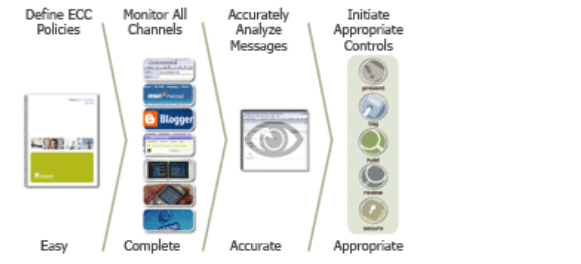 Define ECC
Policies
Monitor All
Channels
Accurately
Analyze
Messages
Initiate
Appropriate
Controls
Blogger
prevent
tag
hold
review
secure
Easy
Complete
Accurate
Appropriate